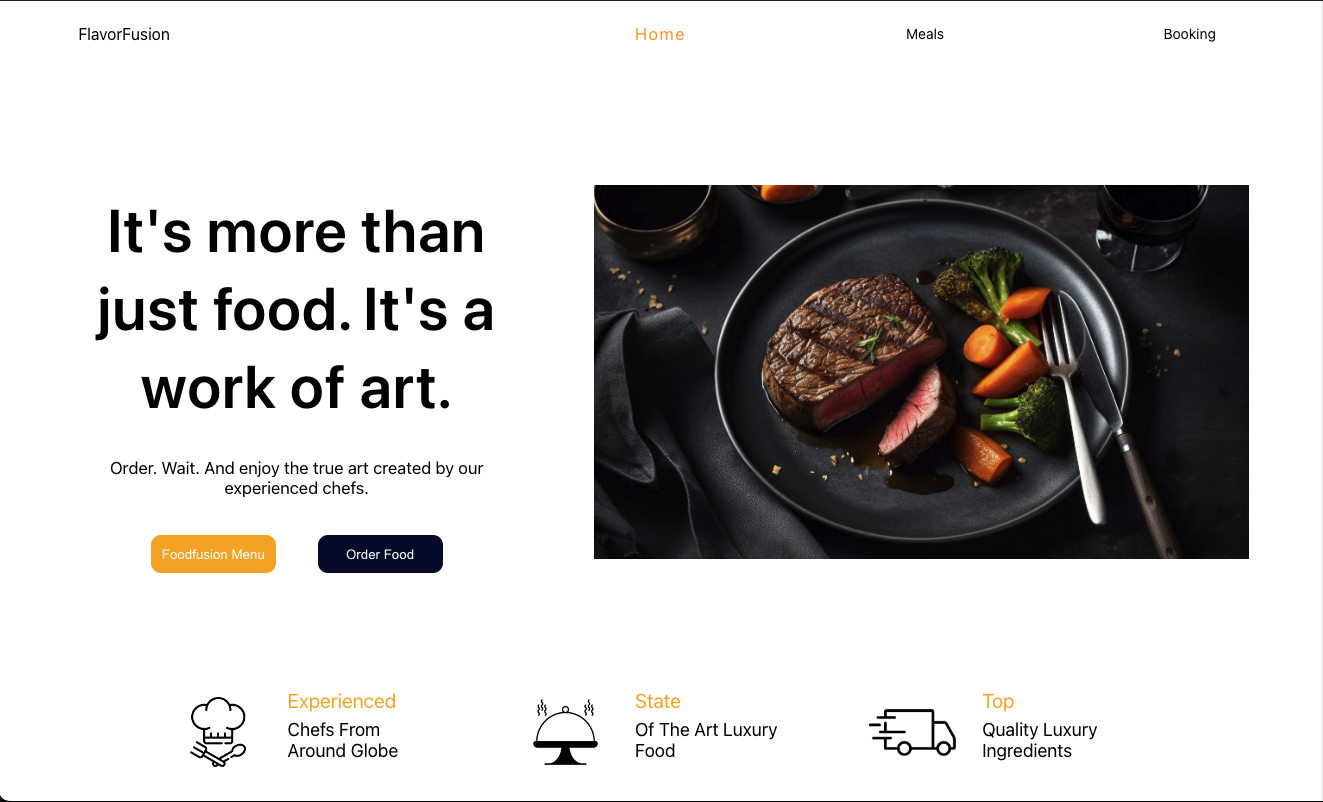 FlavorFusion
Home
Meals
Booking
It's more than
just food. It's a
work of art.
Order. Wait. And enjoy the true art created by our
experienced chefs.
Foodfusion Menu
Order Food
Experienced
Chefs From
Around Globe
State
Of The Art Luxury
Food
Top
Quality Luxury
Ingredients